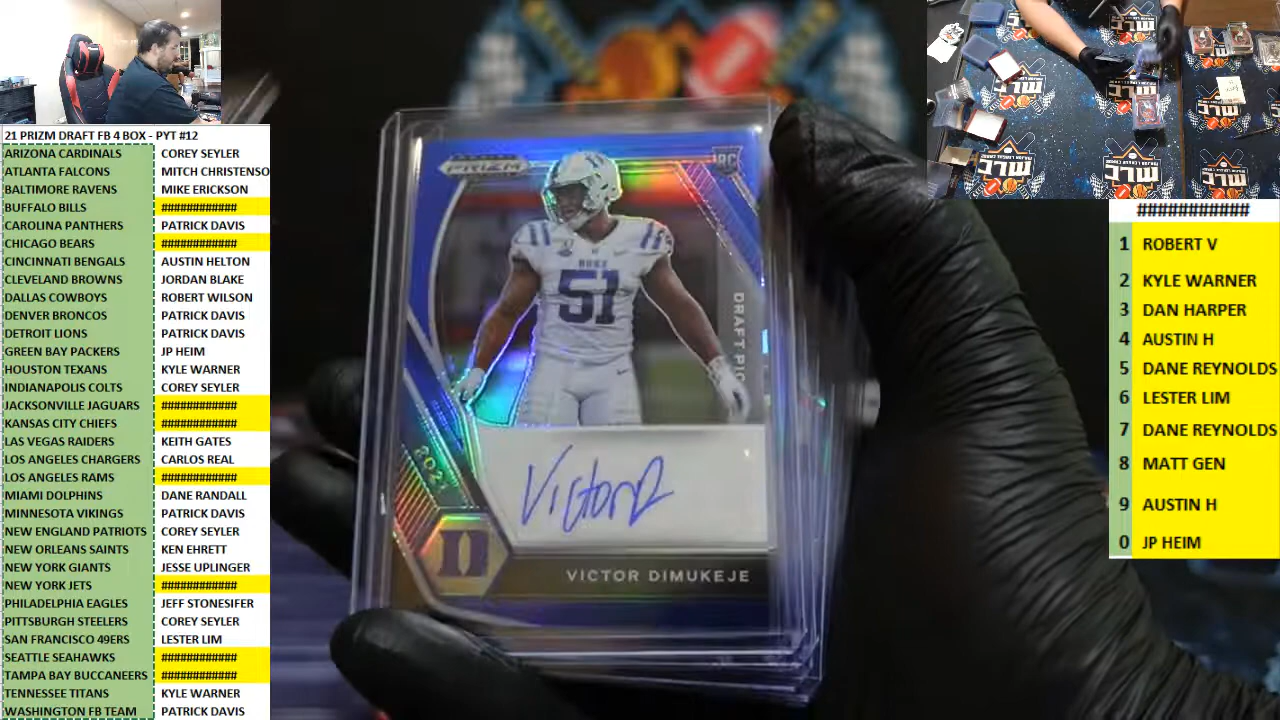 21 PRIZM DRAFT FB 4 BOX - PYT #12
ARIZONA CARDINALS COREY SEYLER
ATLANTA FALCONS MITCH CHRISTENSO
BALTIMORE RAVENS MIKE ERICKSON
BUFFALO BILLS ############
CAROLINA PANTHERS PATRICK DAVIS
CHICAGO BEARS ############
CINCINNATI BENGALS AUSTIN HELTON
CLEVELAND BROWNS JORDAN BLAKE
DALLAS COWBOYS ROBERT WILSON
DENVER BRONCOS PATRICK DAVIS
DETROIT LIONS PATRICK DAVIS
GREEN BAY PACKERS JP HEIM
HOUSTON TEXANS KYLE WARNER
INDIANAPOLIS COLTS COREY SEYLER
JACKSONVILLE JAGUARS ############
KANSAS CITY CHIEFS ############
LAS VEGAS RAIDERS KEITH GATES
LOS ANGELES CHARGERS CARLOS REAL
LOS ANGELES RAMS ############
MIAMI DOLPHINS DANE RANDALL
MINNESOTA VIKINGS PATRICK DAVIS
NEW ENGLAND PATRIOTS COREY SEYLER
NEW ORLEANS SAINTS KEN EHRETT
NEW YORK GIANTS JESSE UPLINGER
NEW YORK JETS ############
PHILADELPHIA EAGLES JEFF STONESIFER
PITTSBURGH STEELERS COREY SEYLER
SAN FRANCISCO 49ERS LESTER LIM
SEATTLE SEAHAWKS ############
TAMPA BAY BUCCANEERS ############
TENNESSEE TITANS KYLE WARNER
WASHINGTON FB TEAM PATRICK DAVIS
PRIZM
RC
DUKE
51
DRAFT PIC
202
Victor D
D
VICTOR DIMUKEJE
MLC
###########
1 ROBERT V
2 KYLE WARNER
3 DAN HARPER
4 AUSTIN H
5 DANE REYNOLDS
6 LESTER LIM
7 DANE REYNOLDS
8 MATT GEN
9 AUSTIN H
0 JP HEIM